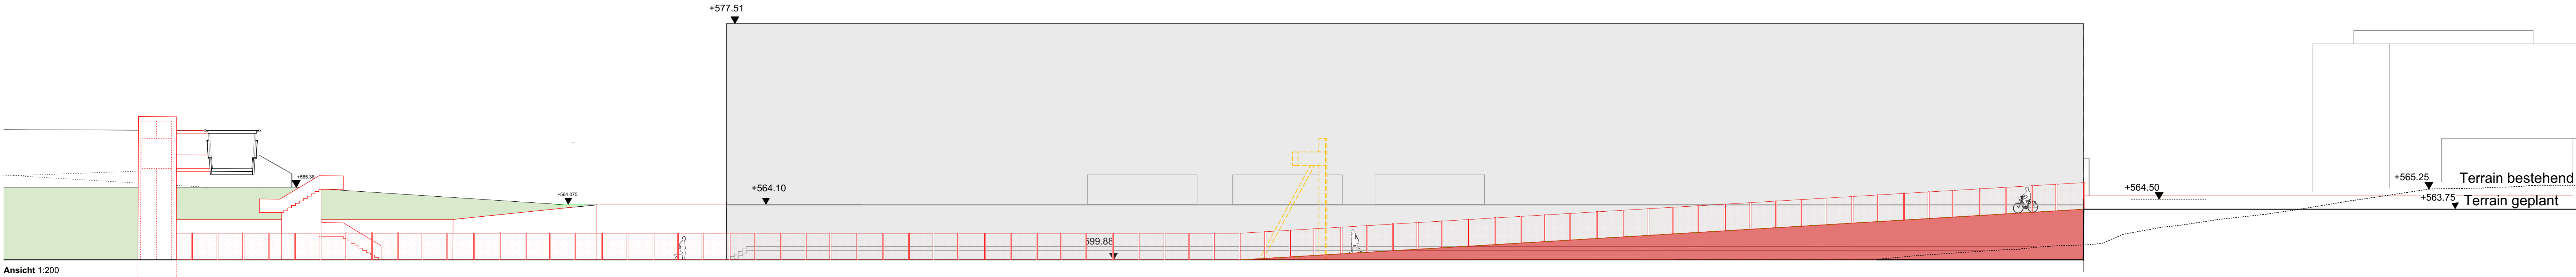 +577.51
+565.38
+564.075
+564.10
599.88
+564.50
+565.25
Terrain bestehend
+563.75
Terrain geplant
Ansicht 1:200